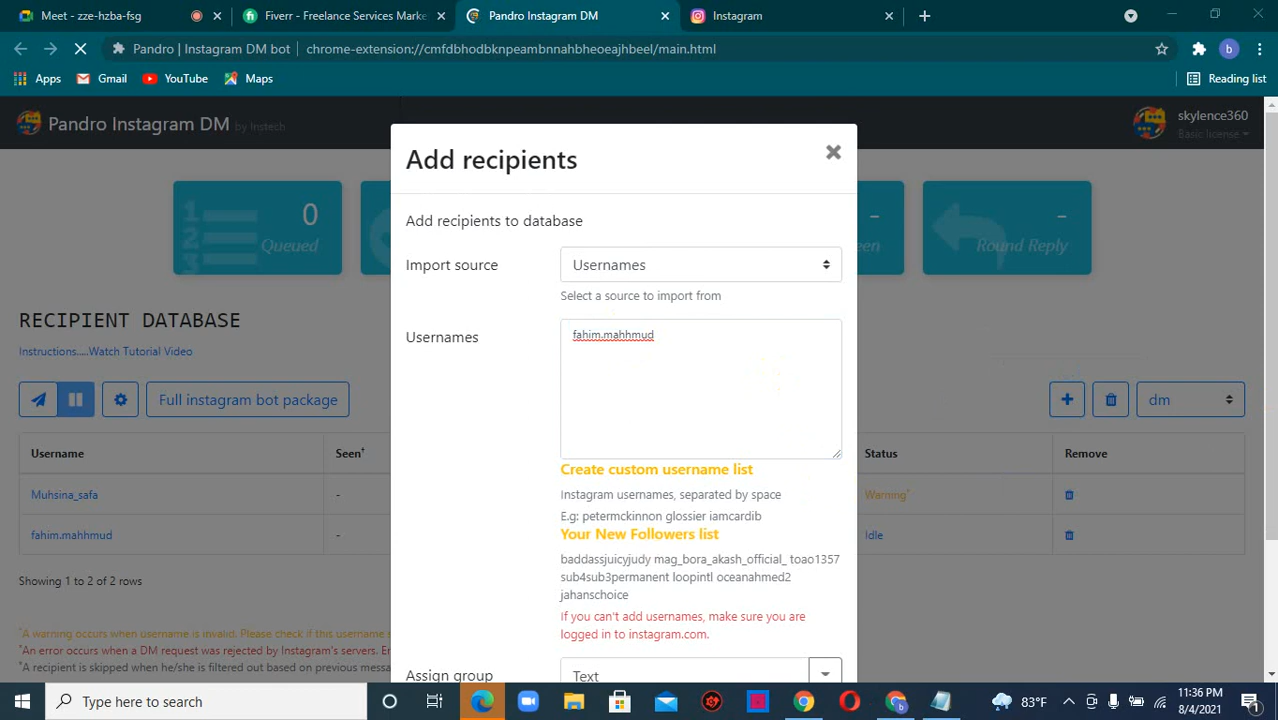 Meet - zze-hzba-fsg
Fiverr - Freelance Services Marke
Pandro Instagram DM
Instagram
Pandro | Instagram DM bot
chrome-extension://cmfdbhodbknpeambnnahbheoeajhbeel/main.html
b
Apps
Gmail
YouTube
Maps
Reading list
Pandro Instagram DM by Instech
skylence360
Basic license
Add recipients
0
Queued
-
een
-
Round Reply
Add recipients to database
Import source
Usernames
Select a source to import from
RECIPIENT DATABASE
Instructions.....Watch Tutorial Video
Usernames
fahim.mahhmud
Full instagram bot package
dm
Username
Seen+
Status
Remove
Create custom username list
Muhsina_safa
-
Warning*
Instagram usernames, separated by space
E.g: petermckinnon glossier iamcardib
fahim.mahhmud
-
Idle
Your New Followers list
baddassjuicyjudy mag_bora_akash_official_ toao1357
sub4sub3permanent loopintl oceanahmed2
jahanschoice
Showing 1 to 2 of 2 rows
If you can't add usernames, make sure you are
logged in to instagram.com.
*A warning occurs when username is invalid. Please check if this username
*An error occurs when a DM request was rejected by Instagram's servers.
*A recipient is skipped when he/she is filtered out based on previous
Assign group
Text
Type here to search
83°F
11:36 PM
8/4/2021
1